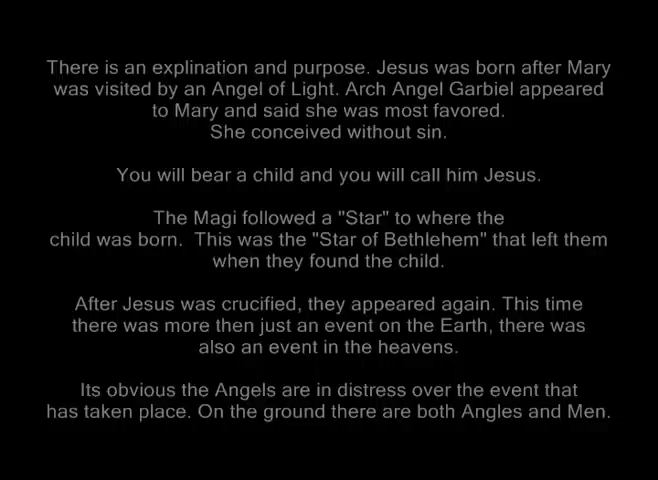 There is an explination and purpose. Jesus was born after Mary
was visited by an Angel of Light. Arch Angel Garbiel appeared
to Mary and said she was most favored.
She conceived without sin.
You will bear a child and you will call him Jesus.
The Magi followed a "Star" to where the
child was born.  This was the "Star of Bethlehem" that left them
when they found the child.
After Jesus was crucified, they appeared again. This time
there was more then just an event on the Earth, there was
also an event in the heavens.
Its obvious the Angels are in distress over the event that
has taken place. On the ground there are both Angles and Men.